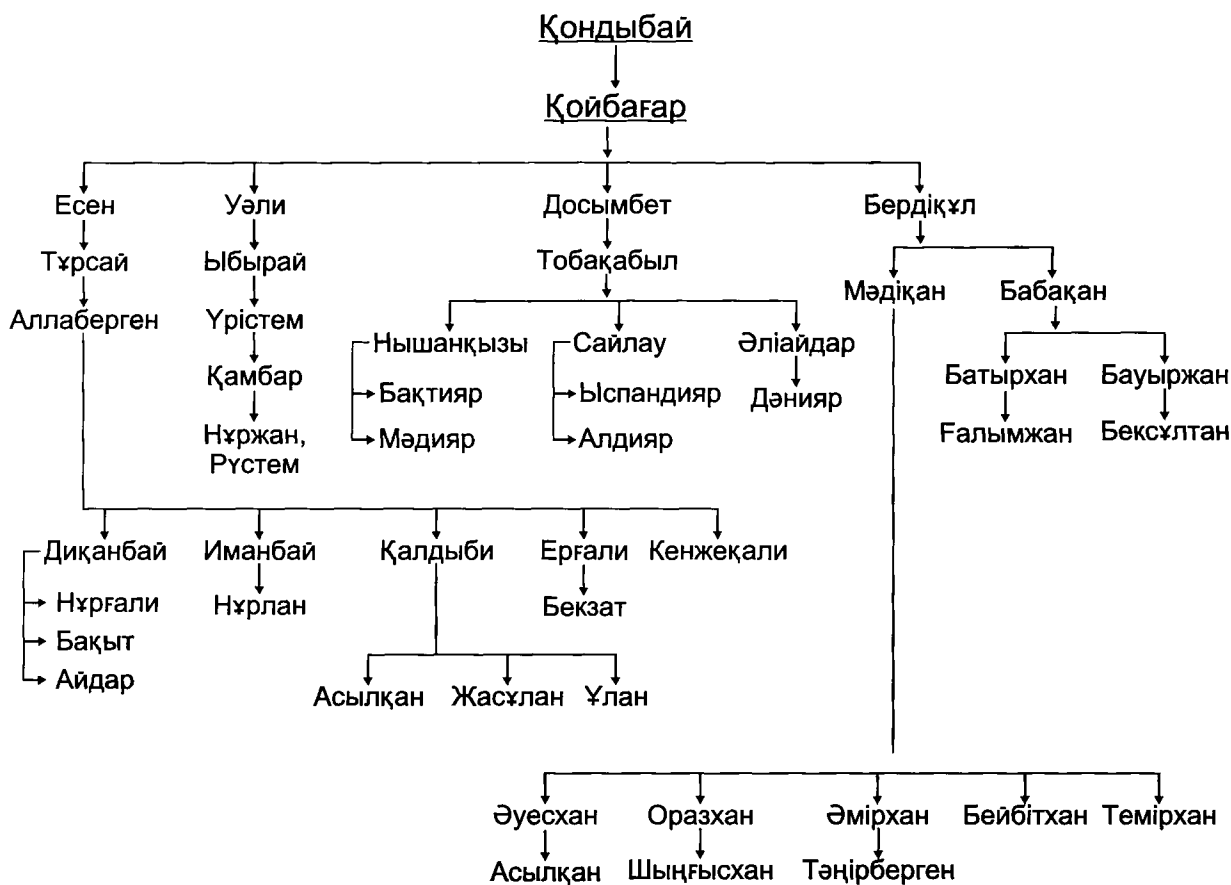 Қондыбай
Қойбағар
Есен Уәли Досымбет Бердіқұл
Тұрсай Ыбырай Тобақабыл
Мәдіқан Бабақан
Аллаберген Үрістем
Нышанқызы Сайлау Әліайдар
Қамбар Батырхан Бауыржан
Бақтияр Ыспандияр Дәнияр
Нұржан,
Рүстем
Мәдияр Алдияр Ғалымжан Бексұлтан
Диқанбай Иманбай Қалдыби Ерғали Кенжеқали
Нұрғали Нұрлан Бекзат
Бақыт
Айдар
Асылқан Жасұлан Ұлан
Әуесхан Оразхан Әмірхан Бейбітхан Темірхан
Асылқан Шыңғысхан Тәңірберген